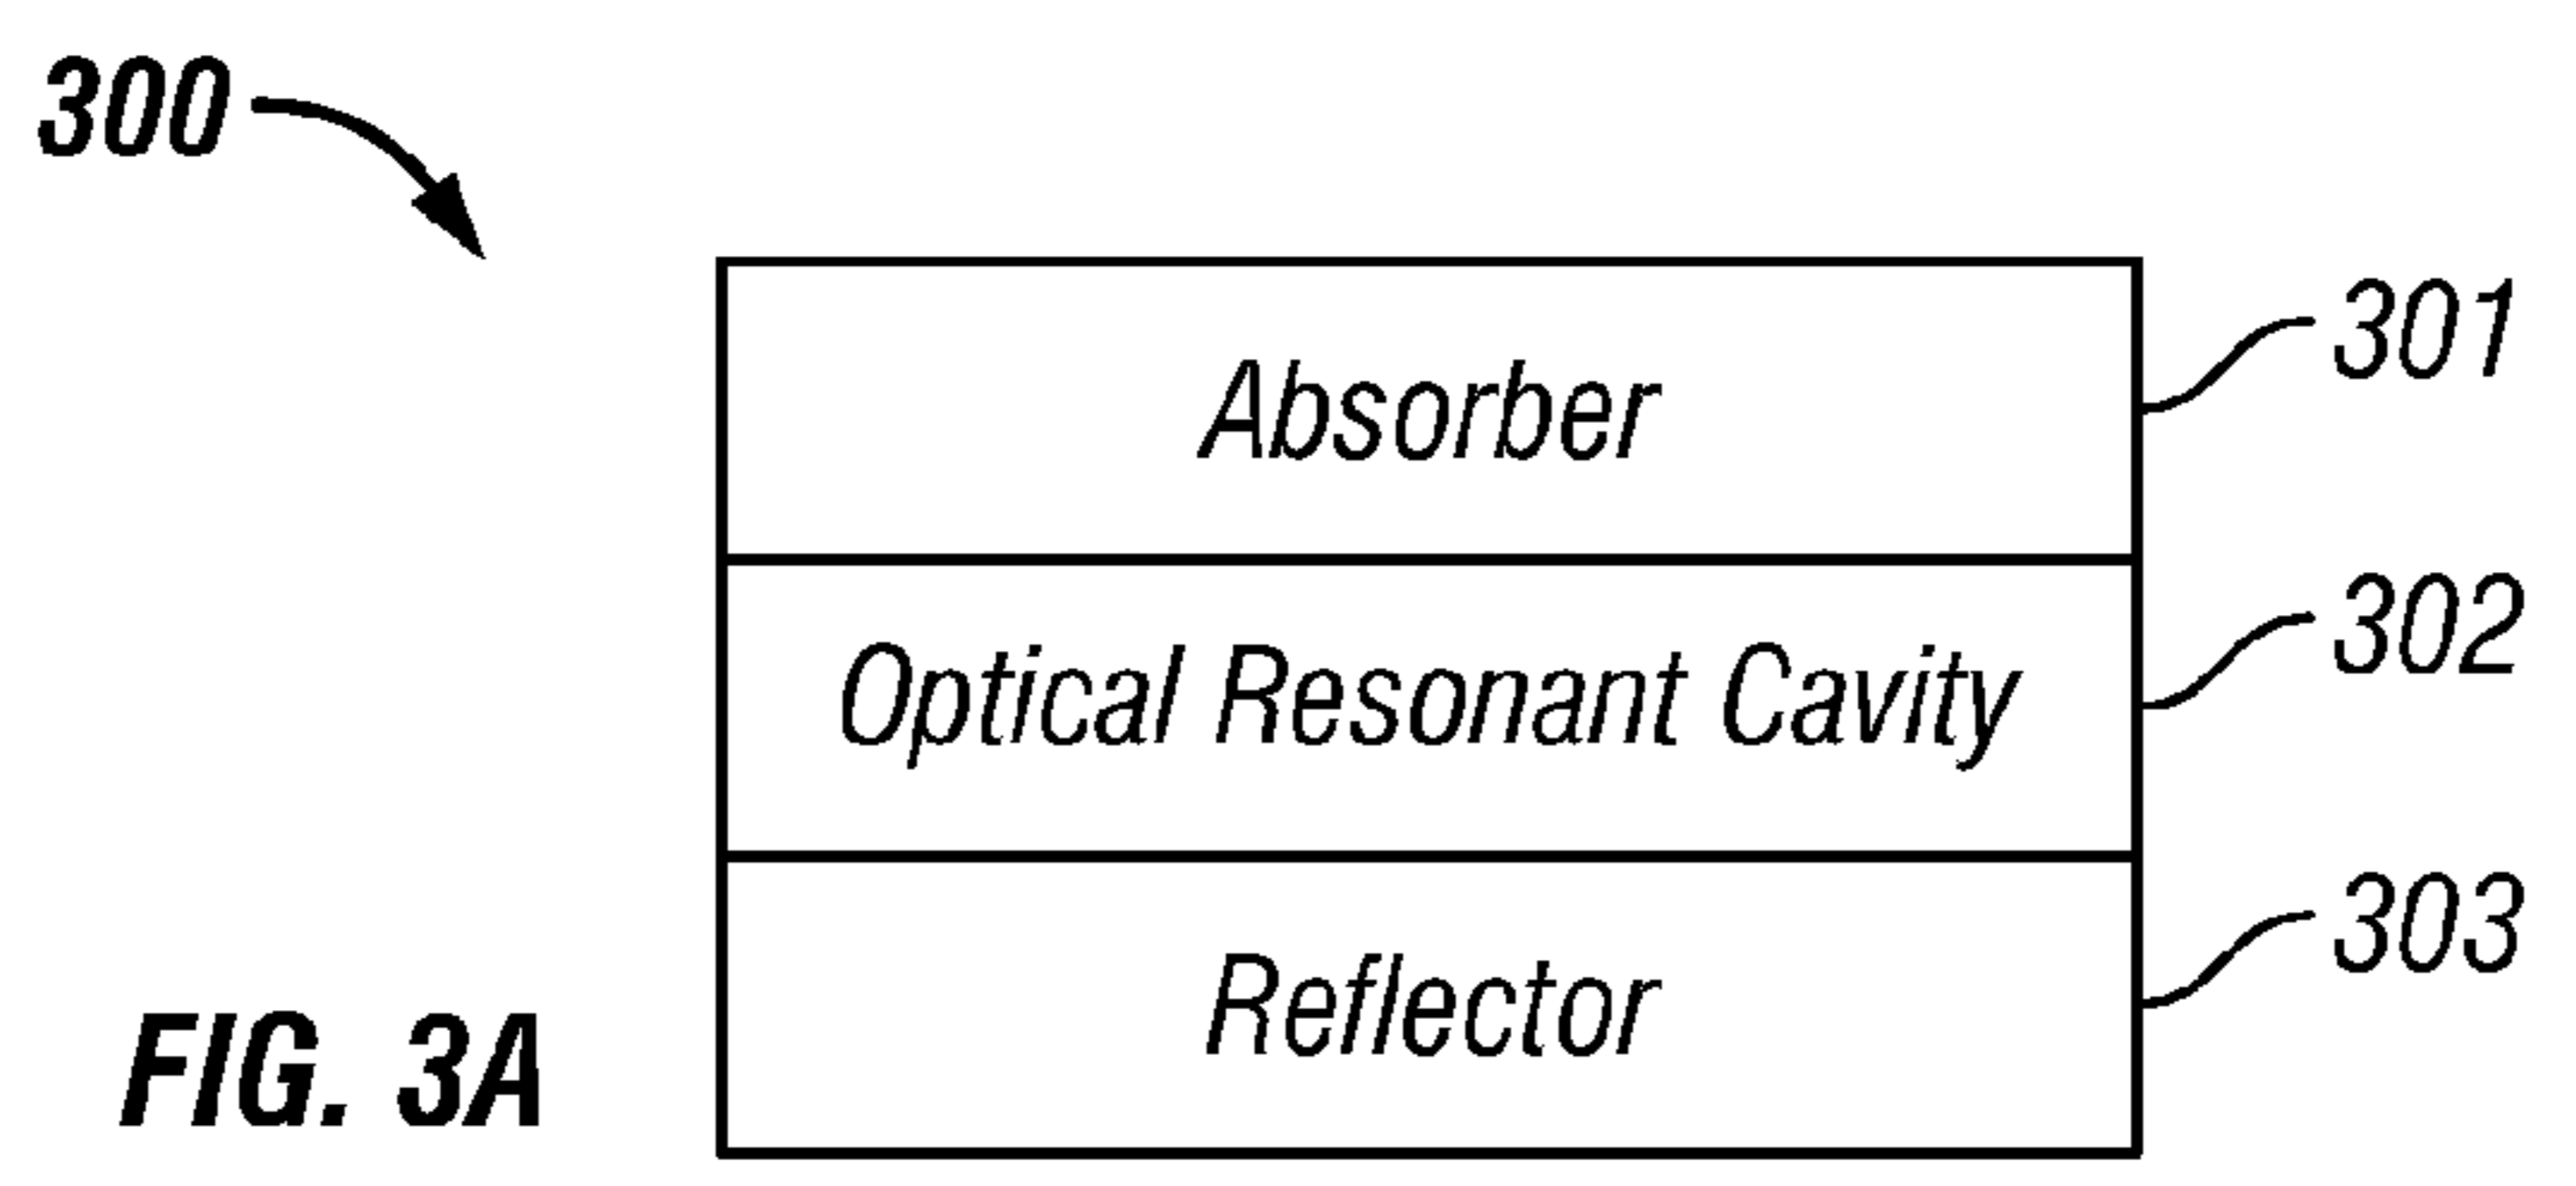 300
Absorber
301
Optical Resonant Cavity
302
Reflector
303
FIG. 3A